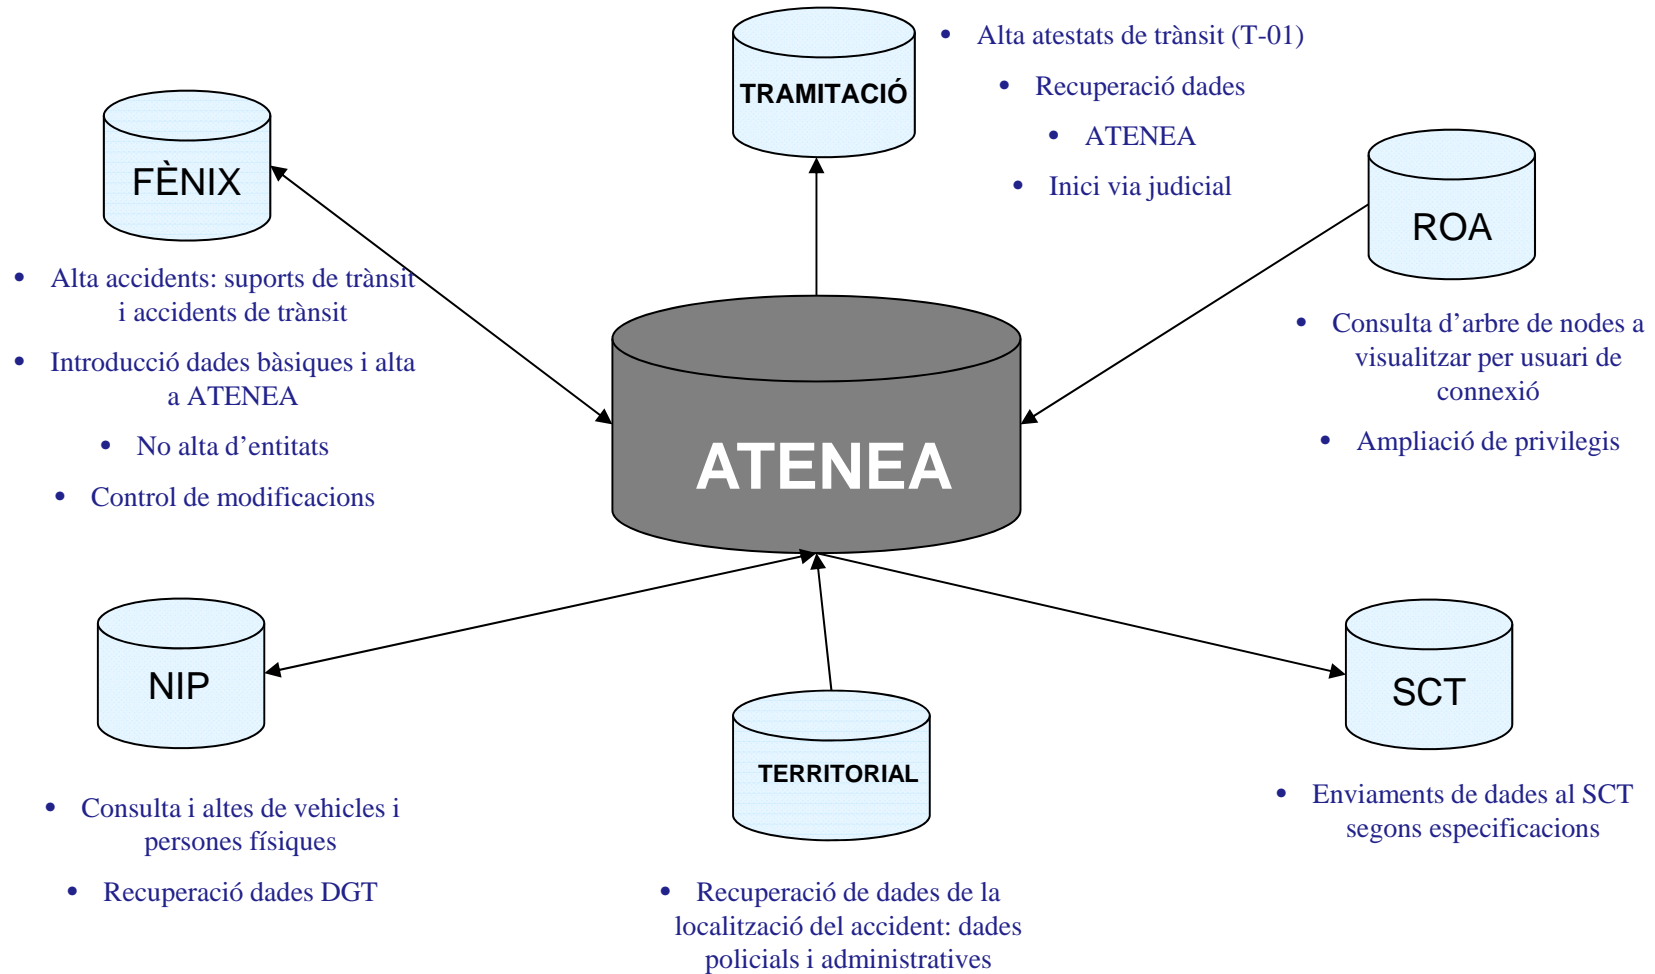 TRAMITACIÓ
• Alta atestats de trànsit (T-01)
• Recuperació dades
• ATENEA
• Inici via judicial
FÈNIX
• Alta accidents: suports de trànsit
i accidents de trànsit
• Introducció dades bàsiques i alta
a ATENEA
• No alta d’entitats
• Control de modificacions
ROA
• Consulta d’arbre de nodes a
visualitzar per usuari de
connexió
• Ampliació de privilegis
ATENEA
NIP
• Consulta i altes de vehicles i
persones físiques
• Recuperació dades DGT
TERRITORIAL
• Recuperació de dades de la
localització del accident: dades
policials i administratives
SCT
• Enviaments de dades al SCT
segons especificacions